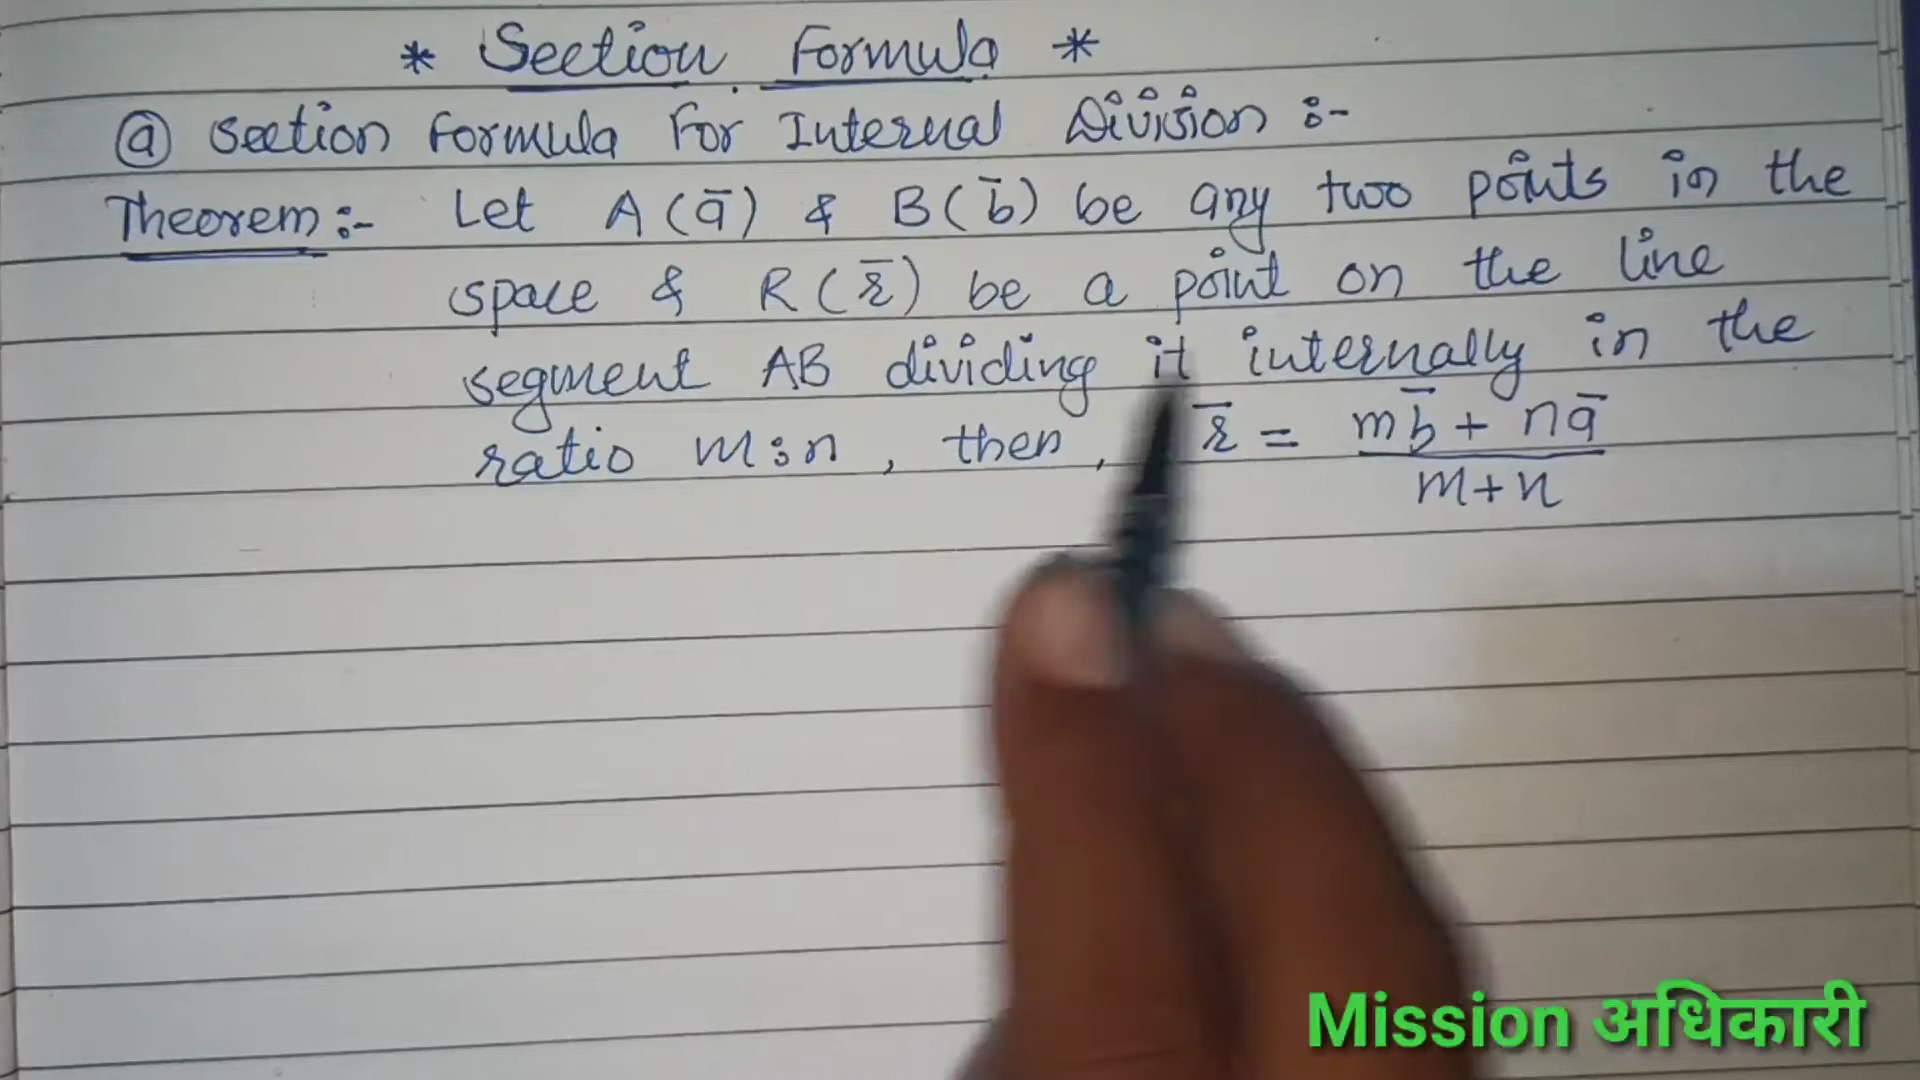 * Section Formula *
ⓐ Section Formula For Internal Division :-
Theorem :- Let A(ā) & B(b̄) be any two points in the
space & R(r̄) be a point on the line
segment AB dividing it internally in the
ratio m:n, then, r̄ = (mb̄ + nā)/(m+n)
Mission अधिकारी